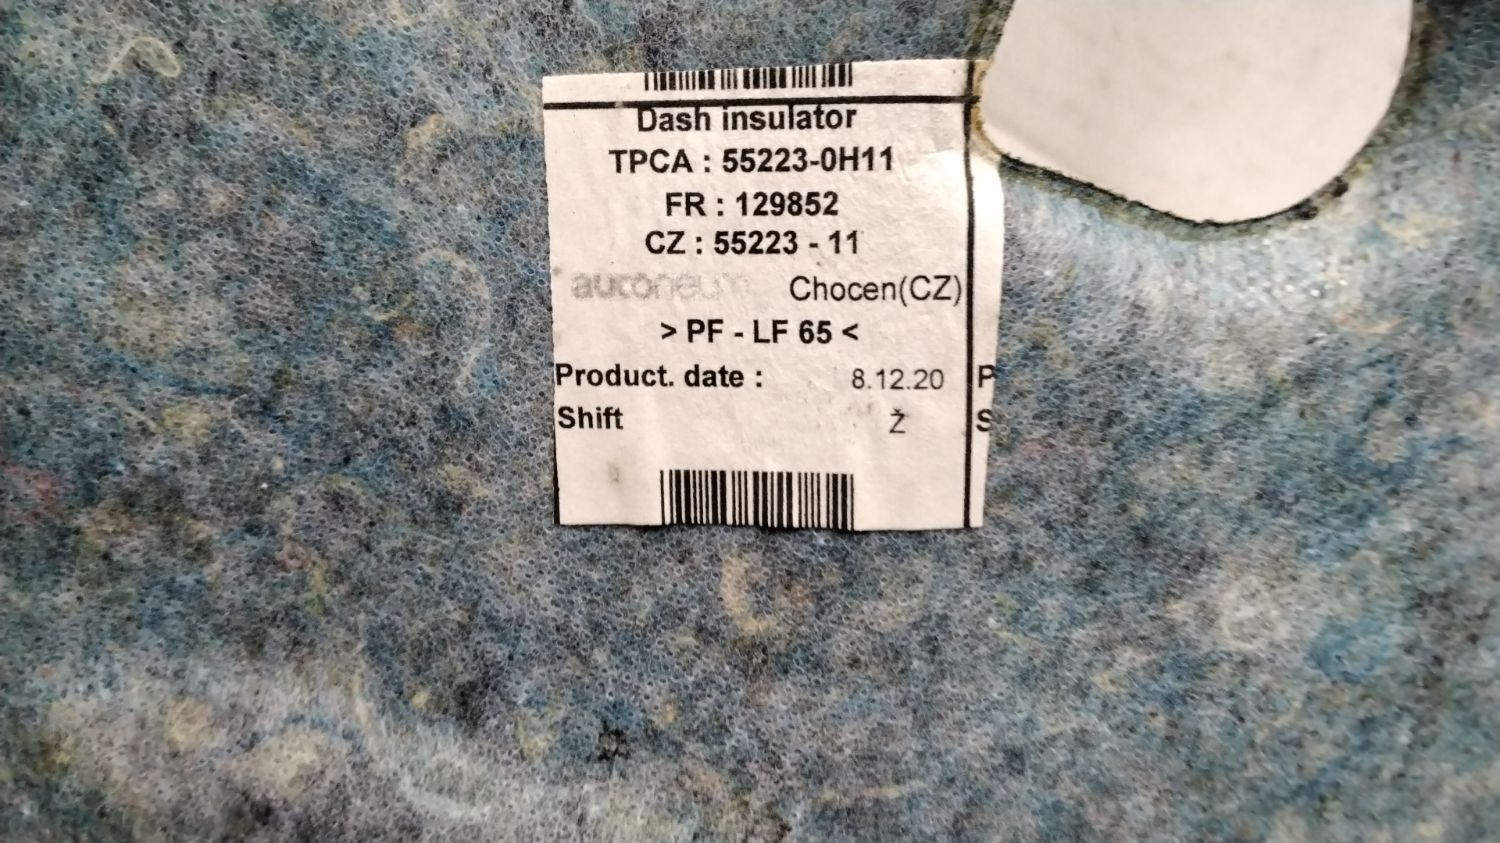 Dash insulator
TPCA : 55223-0H11
FR : 129852
CZ : 55223 - 11
autoneum Chocen(CZ)
> PF - LF 65 <
Product. date : 8.12.20 P
Shift Ž S